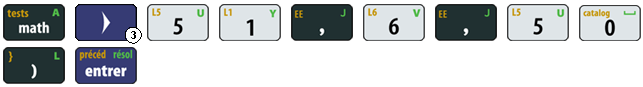 tests A L5 U L1 Y EE J L6 V EE J L5 U catalog
math 3 5 1 , 6 , 5 0
} L précéd résol
) entrer